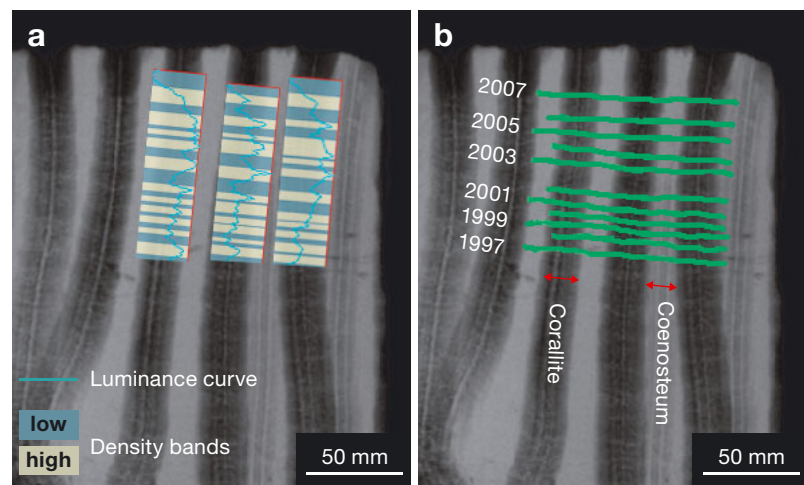 a
Luminance curve
low
high
Density bands
50 mm
b
2007
2005
2003
2001
1999
1997
Corallite
Coenosteum
50 mm